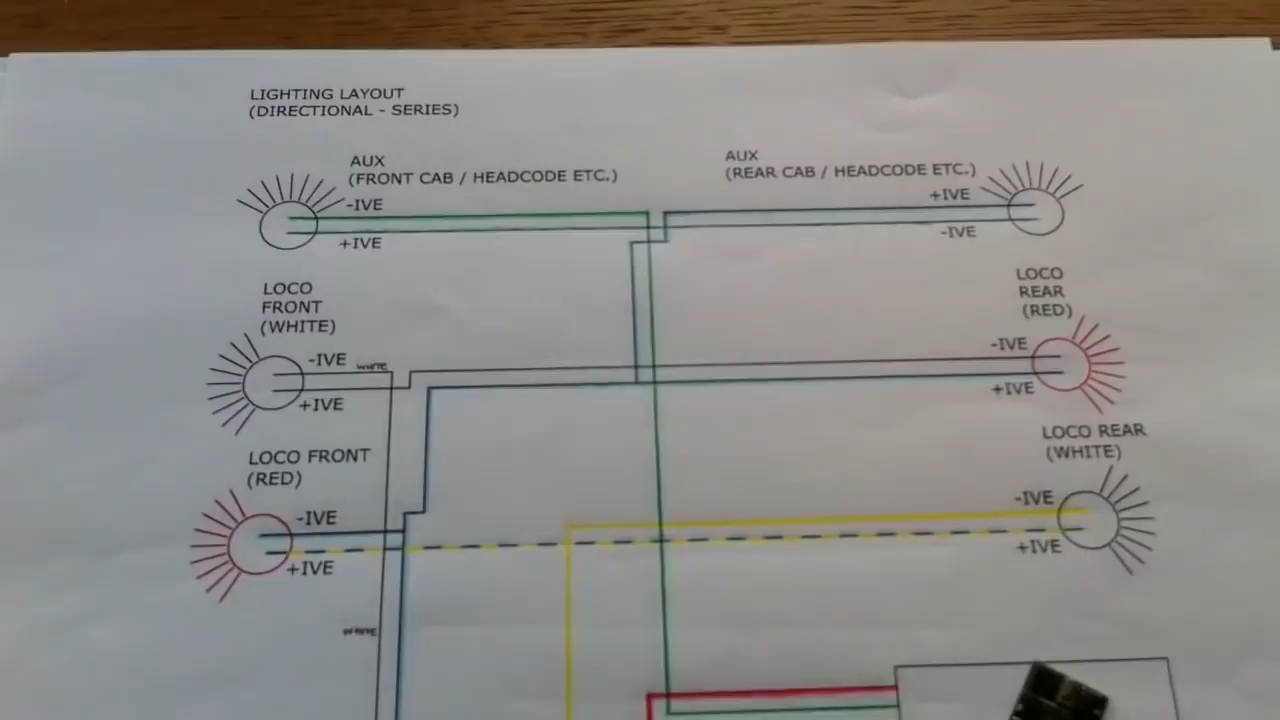 LIGHTING LAYOUT
(DIRECTIONAL - SERIES)
AUX
(FRONT CAB / HEADCODE ETC.)
AUX
(REAR CAB / HEADCODE ETC.)
-IVE
+IVE
+IVE
-IVE
LOCO
FRONT
(WHITE)
LOCO
REAR
(RED)
-IVE
WHITE
+IVE
-IVE
+IVE
LOCO FRONT
(RED)
LOCO REAR
(WHITE)
-IVE
+IVE
-IVE
+IVE
WHITE